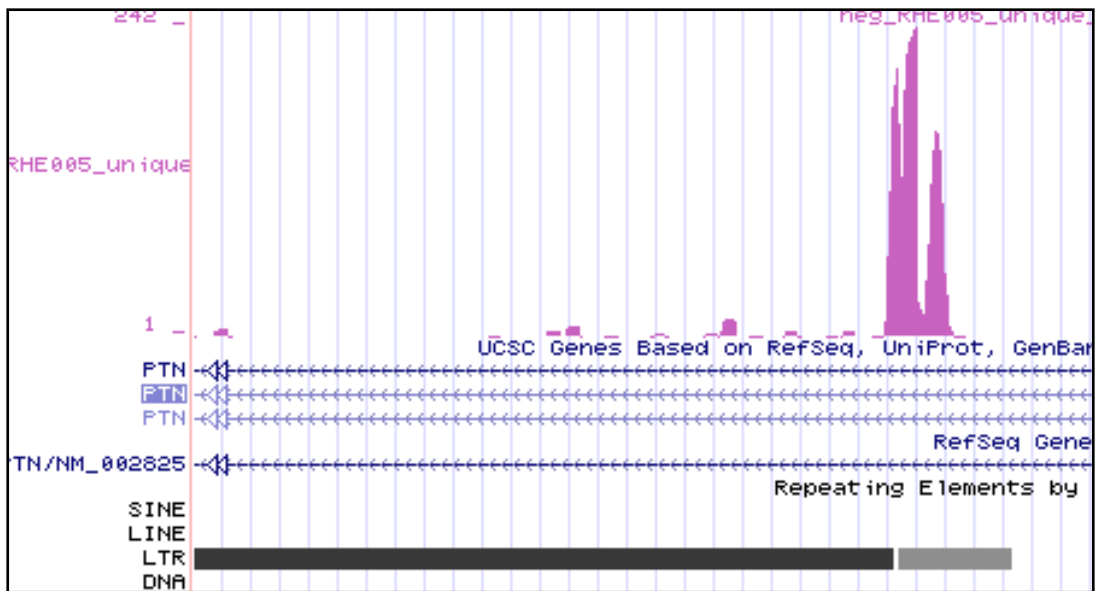 242 _ neg_RHE005_unique_
RHE005_unique
1 _
UCSC Genes Based on RefSeq, UniProt, GenBan
PTN
PTN
PTN
RefSeq Gene
TN/NM_002825
Repeating Elements by
SINE
LINE
LTR
DNA